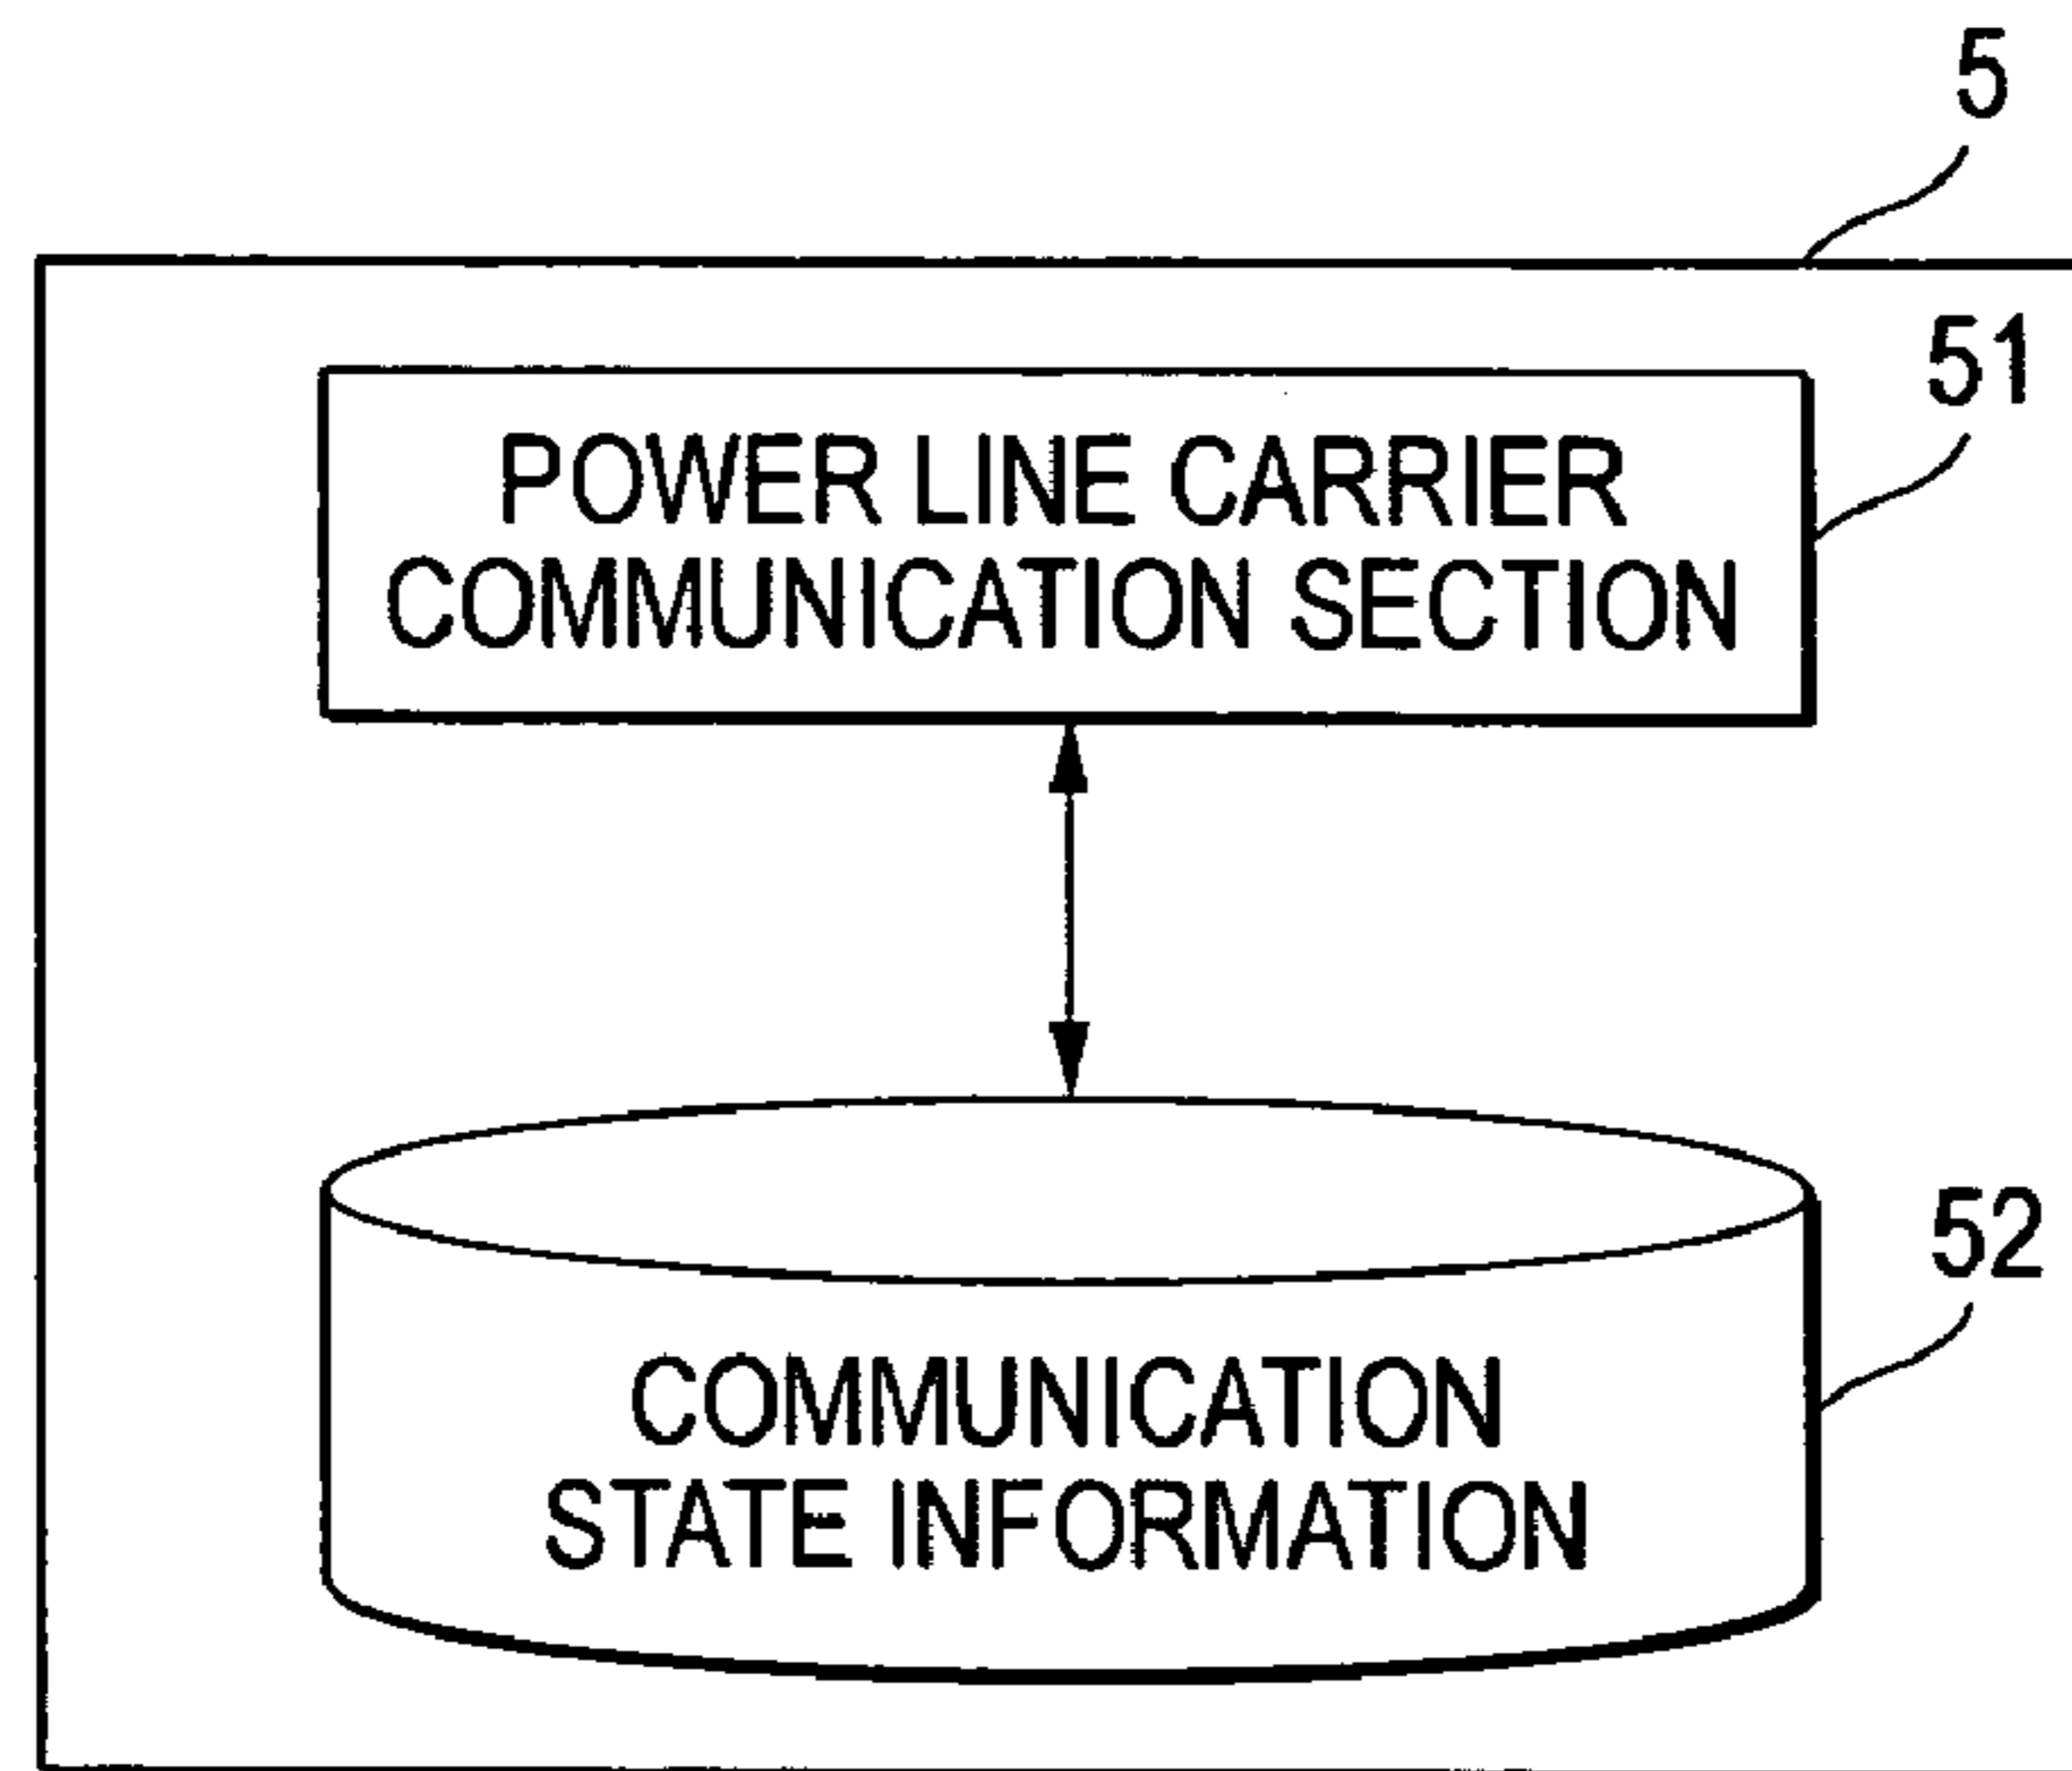 5
51
POWER LINE CARRIER
COMMUNICATION SECTION
52
COMMUNICATION
STATE INFORMATION